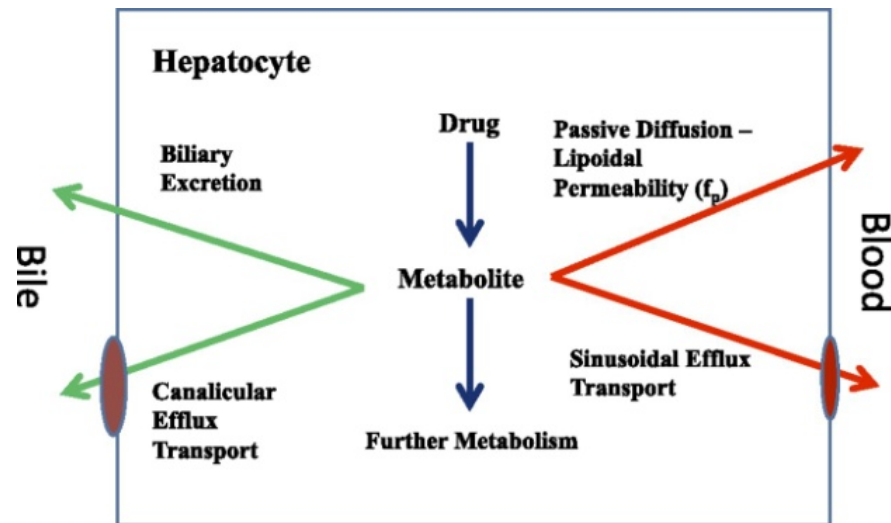 Hepatocyte
Drug
Passive Diffusion –
Lipoidal
Permeability (fp)
Biliary
Excretion
Bile
Blood
Metabolite
Sinusoidal Efflux
Transport
Canalicular
Efflux
Transport
Further Metabolism